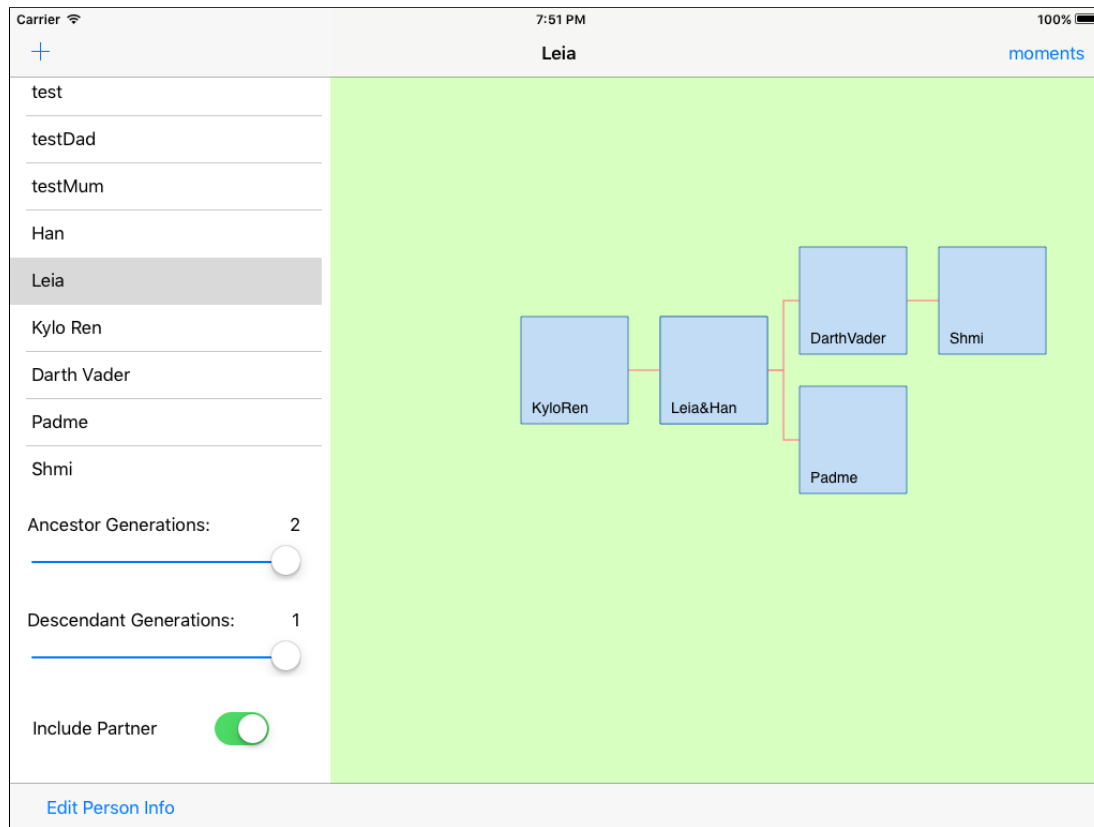 Carrier 7:51 PM 100%
+ Leia moments
test
testDad
testMum
Han
Leia
Kylo Ren
Darth Vader
Padme
Shmi
Ancestor Generations: 2
Descendant Generations: 1
Include Partner
Edit Person Info
DarthVader Shmi
KyloRen Leia&Han
Padme